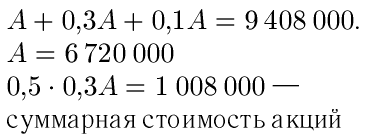 A + 0,3A + 0,1A = 9 408 000.
A = 6 720 000
0,5 · 0,3A = 1 008 000 —
суммарная стоимость акций